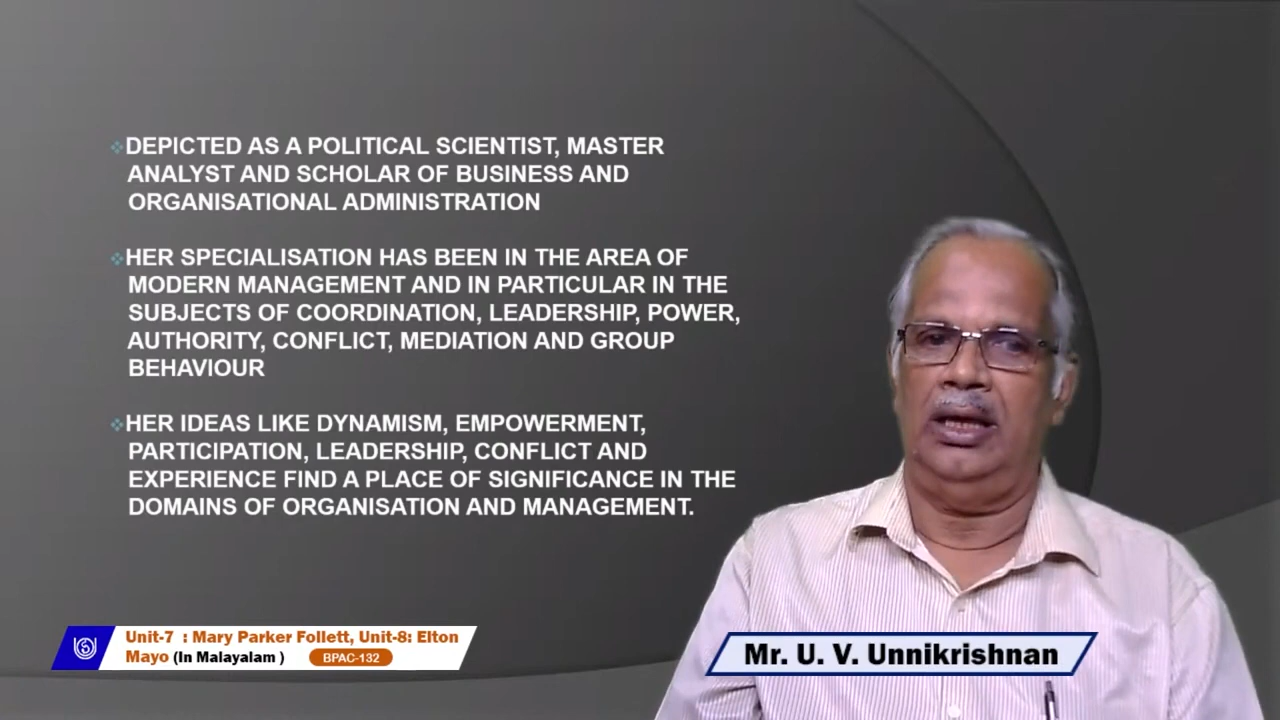 DEPICTED AS A POLITICAL SCIENTIST, MASTER
ANALYST AND SCHOLAR OF BUSINESS AND
ORGANISATIONAL ADMINISTRATION
HER SPECIALISATION HAS BEEN IN THE AREA OF
MODERN MANAGEMENT AND IN PARTICULAR IN THE
SUBJECTS OF COORDINATION, LEADERSHIP, POWER,
AUTHORITY, CONFLICT, MEDIATION AND GROUP
BEHAVIOUR
HER IDEAS LIKE DYNAMISM, EMPOWERMENT,
PARTICIPATION, LEADERSHIP, CONFLICT AND
EXPERIENCE FIND A PLACE OF SIGNIFICANCE IN THE
DOMAINS OF ORGANISATION AND MANAGEMENT.
Unit-7 : Mary Parker Follett, Unit-8: Elton
Mayo (In Malayalam ) BPAC-132
Mr. U. V. Unnikrishnan